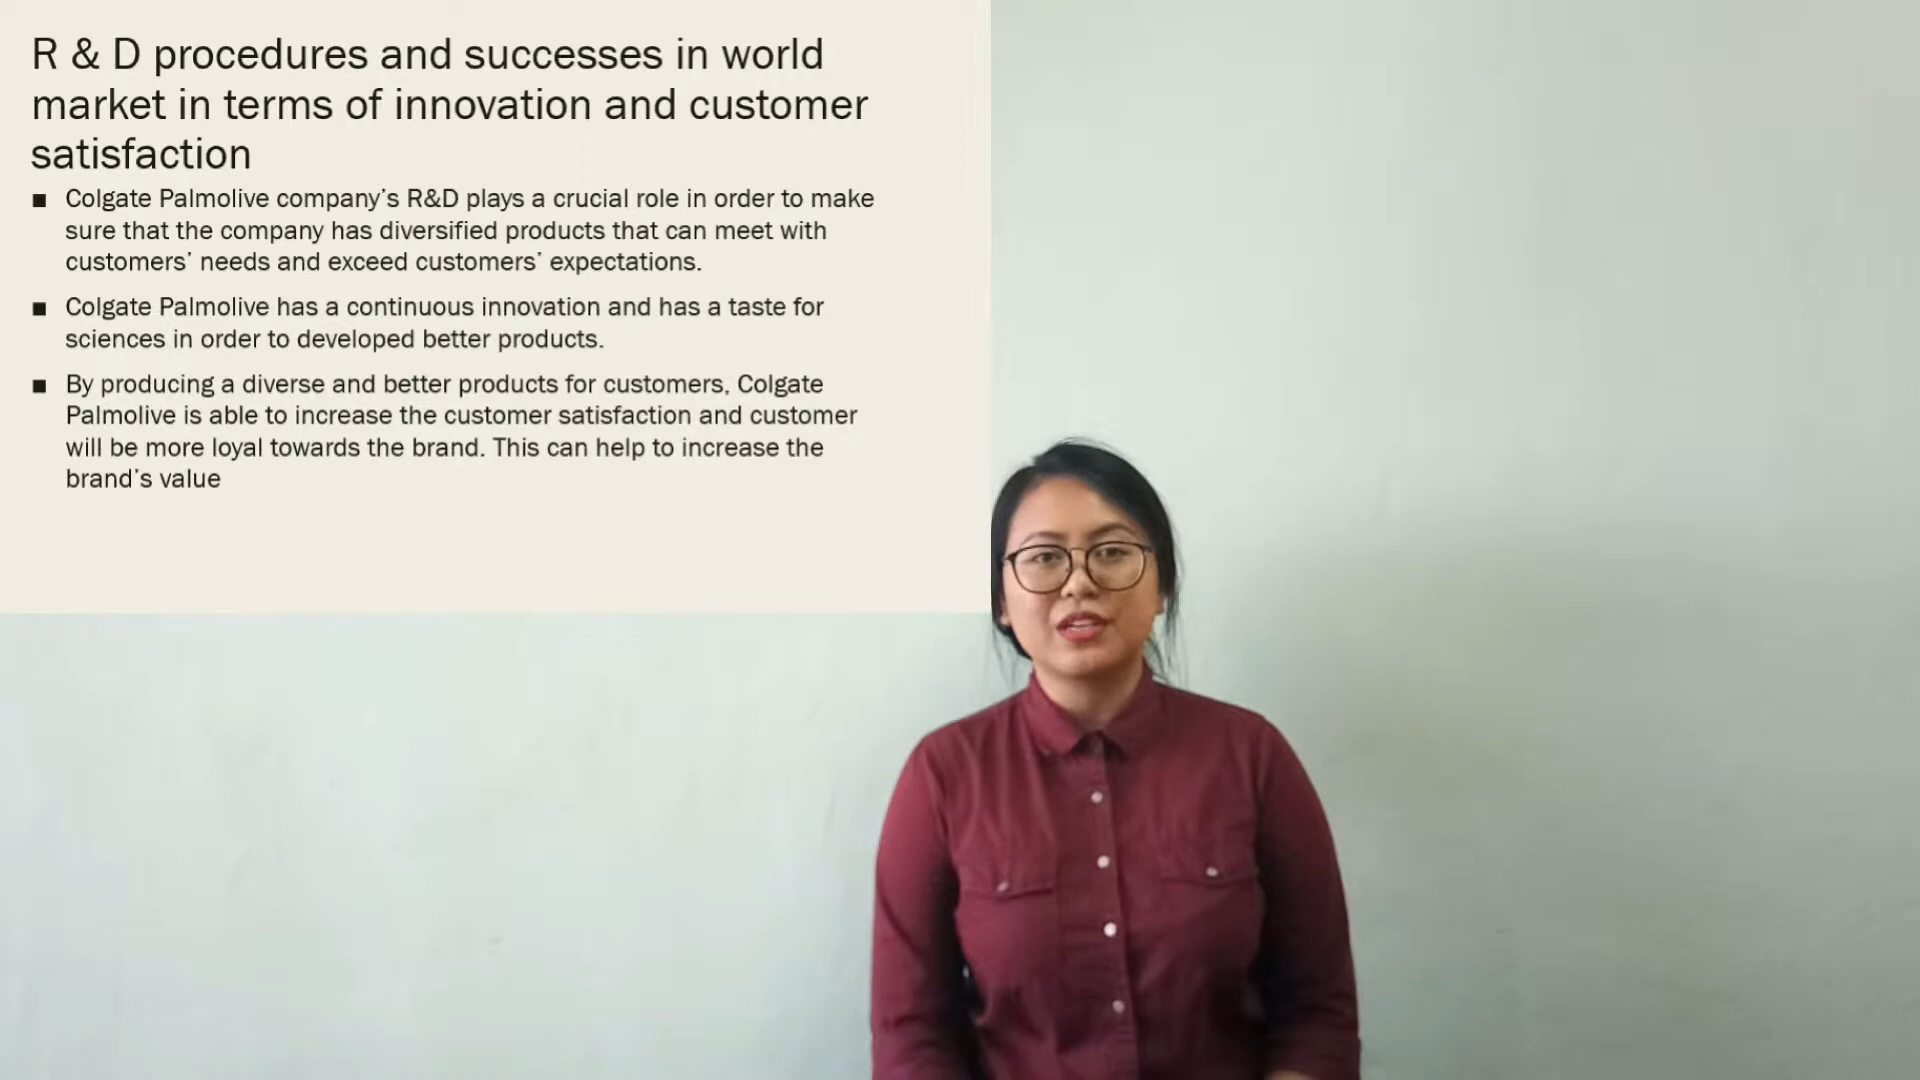 R & D procedures and successes in world
market in terms of innovation and customer
satisfaction
■ Colgate Palmolive company’s R&D plays a crucial role in order to make
sure that the company has diversified products that can meet with
customers’ needs and exceed customers’ expectations.
■ Colgate Palmolive has a continuous innovation and has a taste for
sciences in order to developed better products.
■ By producing a diverse and better products for customers, Colgate
Palmolive is able to increase the customer satisfaction and customer
will be more loyal towards the brand. This can help to increase the
brand’s value